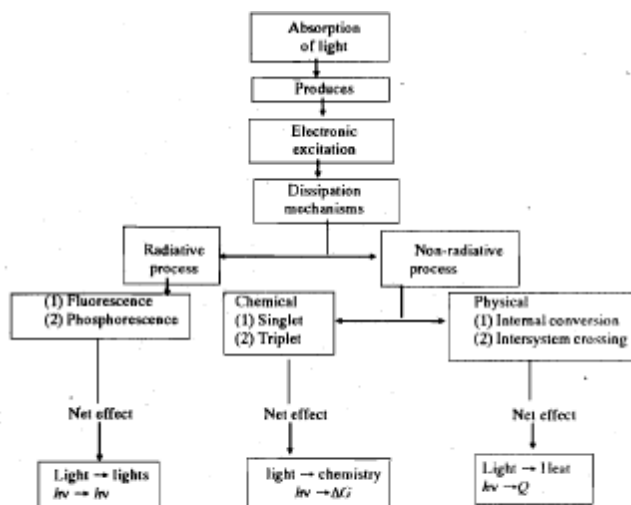 Absorption
of light
Produces
Electronic
excitation
Dissipation
mechanisms
Radiative
process
Non-radiative
process
(1) Fluorescence
(2) Phosphorescence
Chemical
(1) Singlet
(2) Triplet
Physical
(1) Internal conversion
(2) Intersystem crossing
Net effect
Net effect
Net effect
Light → lights
hν → hν
light → chemistry
hν → ΔG
Light → Heat
hν → Q